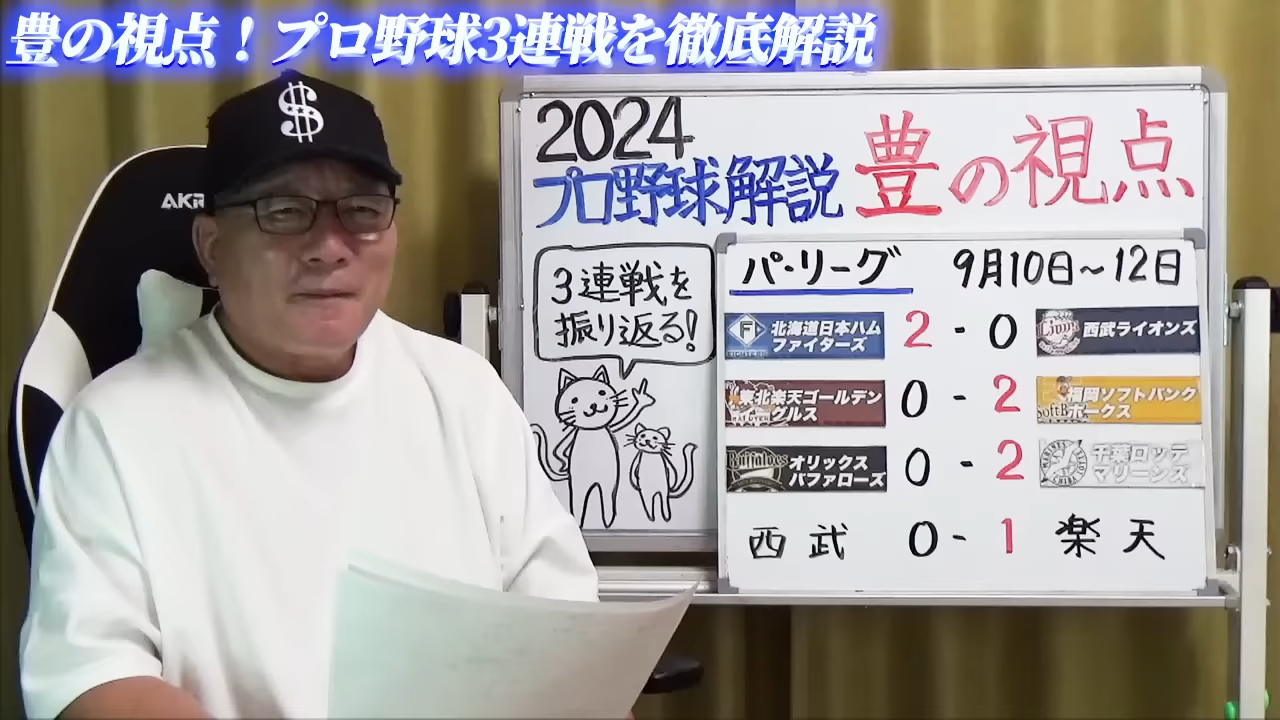 豊の視点！プロ野球3連戦を徹底解説
$
AKR
2024
プロ野球解説
豊の視点
3連戦を
振り返る!
パ・リーグ 9月10日～12日
北海道日本ハム
ファイターズ
2 - 0
西武ライオンズ
東北楽天ゴールデン
グルス
0 - 2
福岡ソフトバンク
ホークス
オリックス
バファローズ
0 - 2
千葉ロッテ
マリーンズ
西武 0 - 1 楽天